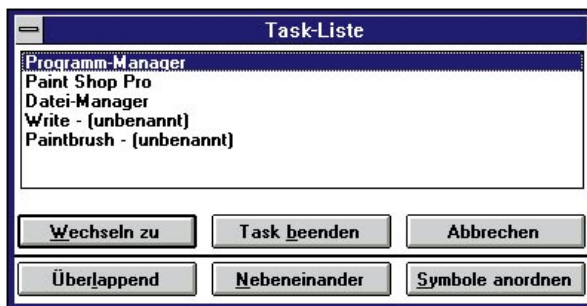 Task-Liste
Programm-Manager
Paint Shop Pro
Datei-Manager
Write - (unbenannt)
Paintbrush - (unbenannt)
Wechseln zu Task beenden Abbrechen
Überlappend Nebeneinander Symbole anordnen